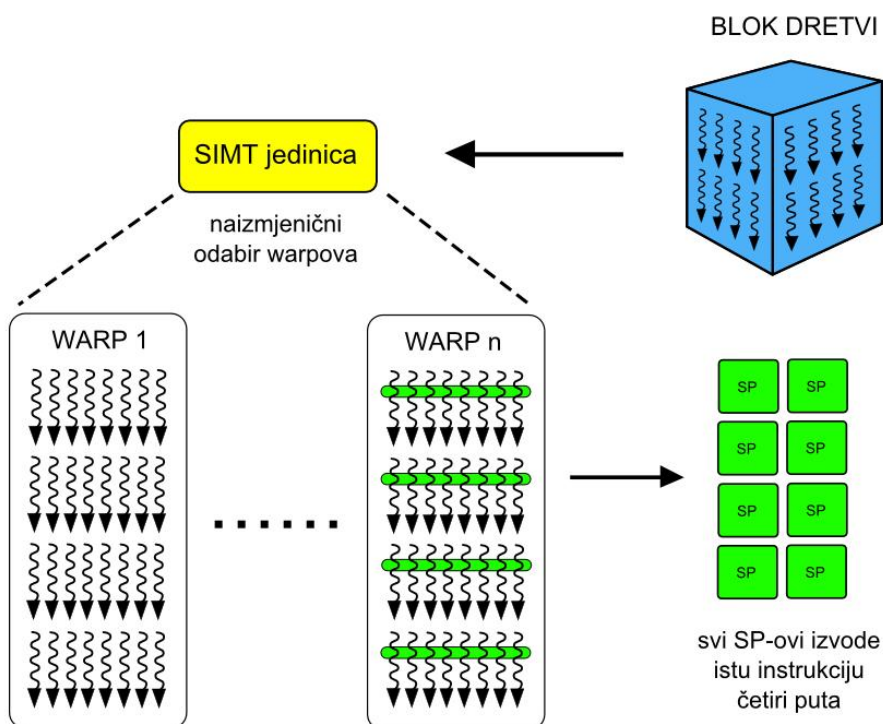 BLOK DRETVI
SIMT jedinica
naizmjenični
odabir warpova
WARP 1
WARP n
SP SP
SP SP
SP SP
SP SP
svi SP-ovi izvode
istu instrukciju
četiri puta